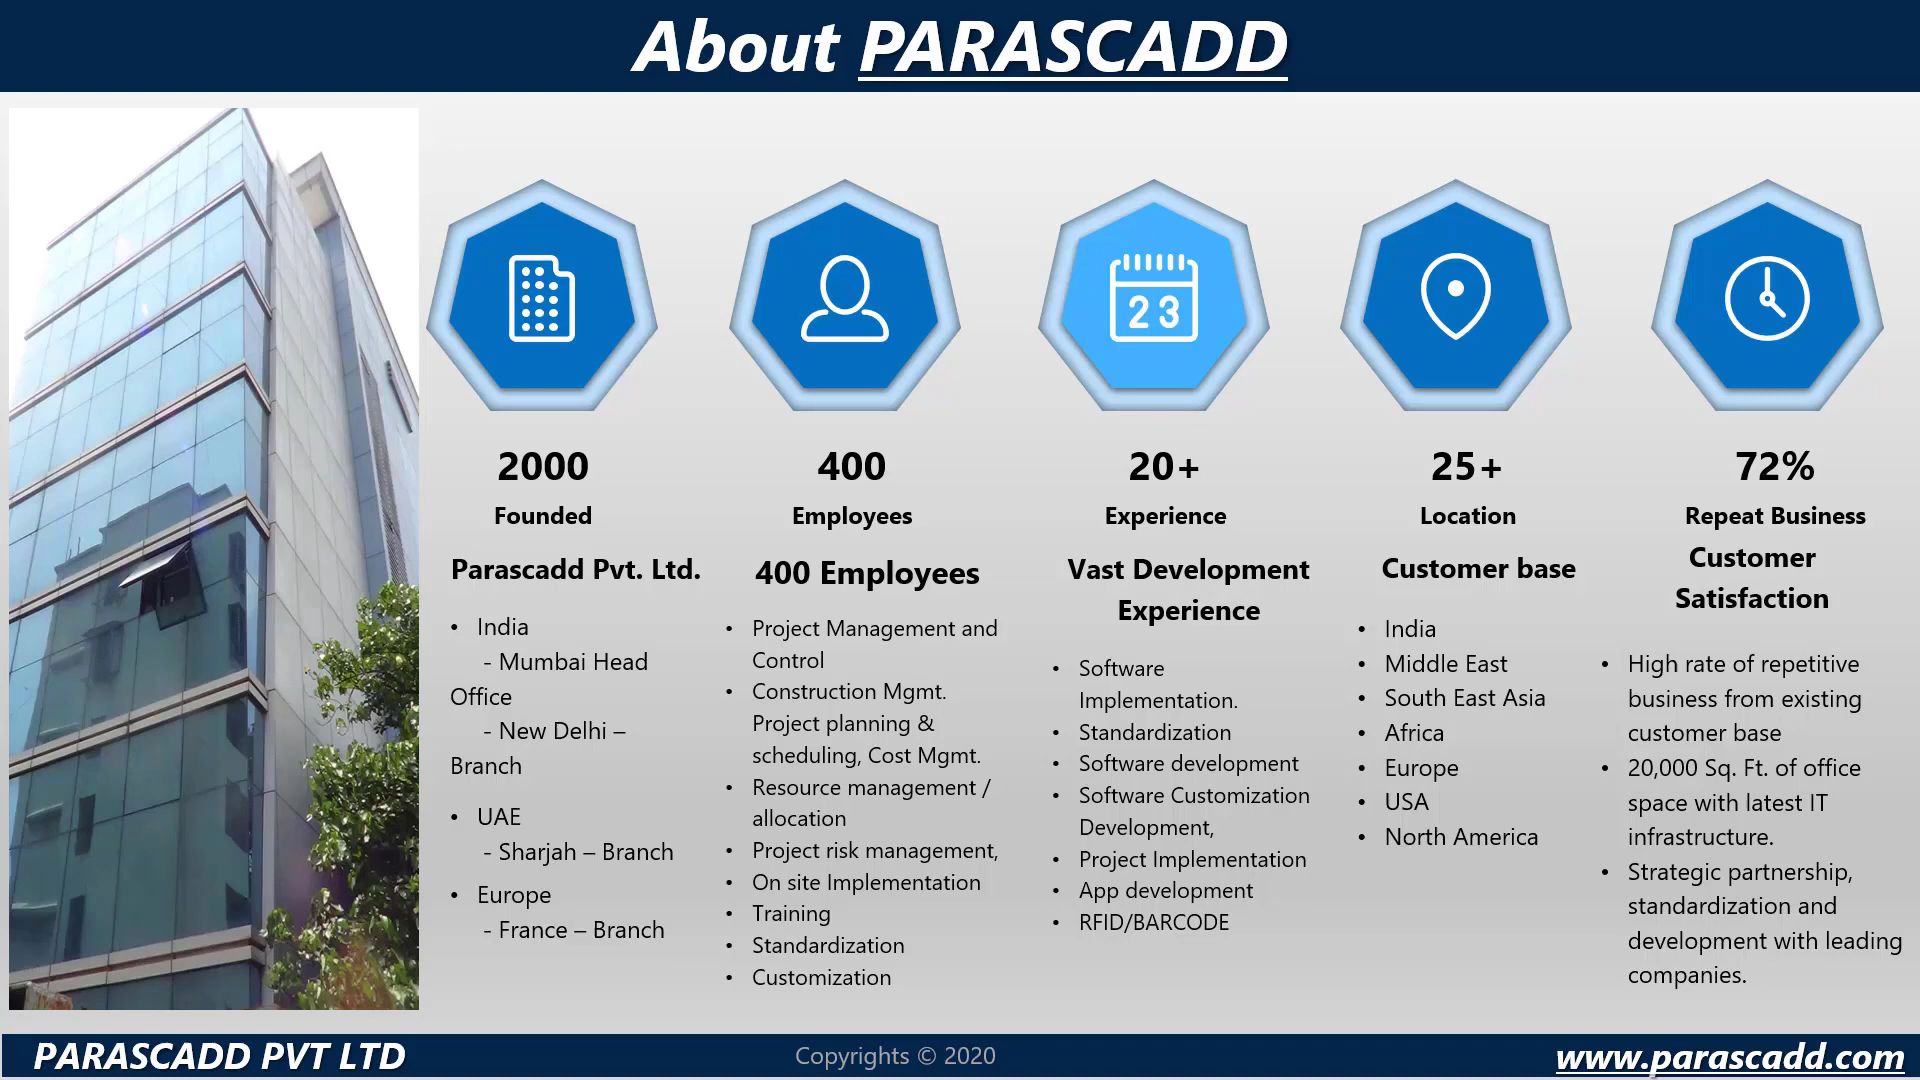 About PARASCADD
23
2000
Founded
Parascadd Pvt. Ltd.
• India
- Mumbai Head
Office
- New Delhi –
Branch
• UAE
- Sharjah – Branch
• Europe
- France – Branch
400
Employees
400 Employees
• Project Management and
Control
• Construction Mgmt.
Project planning &
scheduling, Cost Mgmt.
• Resource management /
allocation
• Project risk management,
• On site Implementation
• Training
• Standardization
• Customization
20+
Experience
Vast Development
Experience
• Software
Implementation.
• Standardization
• Software development
• Software Customization
Development,
• Project Implementation
• App development
• RFID/BARCODE
25+
Location
Customer base
• India
• Middle East
• South East Asia
• Africa
• Europe
• USA
• North America
72%
Repeat Business
Customer
Satisfaction
• High rate of repetitive
business from existing
customer base
• 20,000 Sq. Ft. of office
space with latest IT
infrastructure.
• Strategic partnership,
standardization and
development with leading
companies.
PARASCADD PVT LTD
Copyrights © 2020
www.parascadd.com